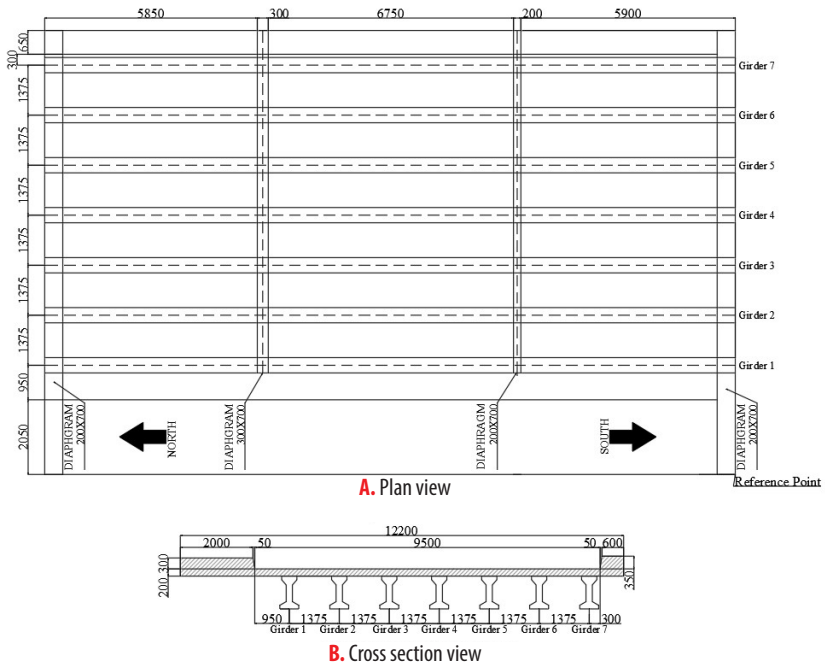 5850 300 6750 200 5900
650
300
Girder 7
1375
Girder 6
1375
Girder 5
1375
Girder 4
1375
Girder 3
1375
Girder 2
1375
Girder 1
950
2050
DIAPHGRAM
200X700
NORTH
DIAPHGRAM
300X700
DIAPHRAGM
200X700
SOUTH
DIAPHGRAM
200X700
Reference Point
A. Plan view
12200
2000 50 9500 50 600
300
200
350
950 1375 1375 1375 1375 1375 1375 300
Girder 1 Girder 2 Girder 3 Girder 4 Girder 5 Girder 6 Girder 7
B. Cross section view